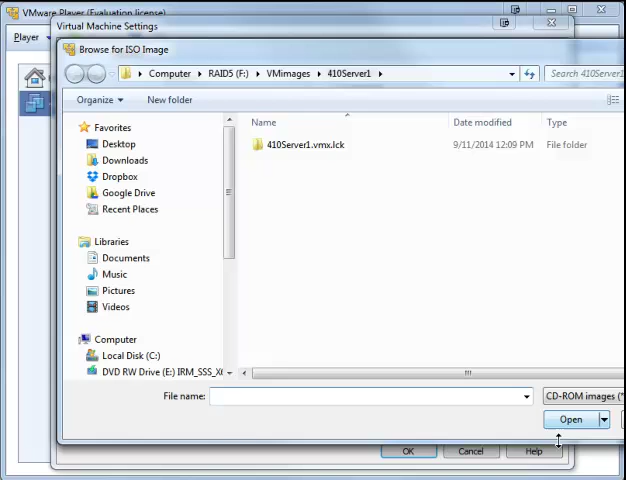 VMware Player (Evaluation license)
Virtual Machine Settings
Player
Browse for ISO Image
Computer RAID5 (F:) VMimages 410Server1
Search 410Server1
Organize New folder
Name Date modified Type
Favorites
Desktop
410Server1.vmx.lck 9/11/2014 12:09 PM File folder
Downloads
Dropbox
Google Drive
Recent Places
Libraries
Documents
Music
Pictures
Videos
Computer
Local Disk (C:)
DVD RW Drive (E:) IRM_SSS_X6
File name:
CD-ROM images (*
Open
OK Cancel Help